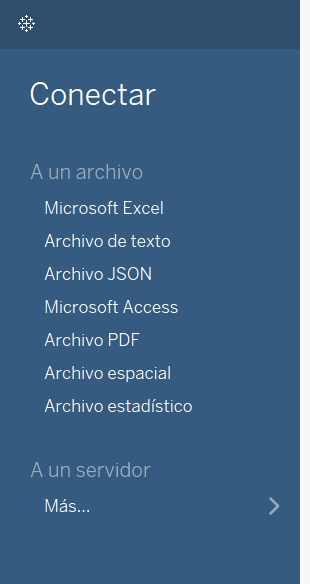 Conectar
A un archivo
Microsoft Excel
Archivo de texto
Archivo JSON
Microsoft Access
Archivo PDF
Archivo espacial
Archivo estadístico
A un servidor
Más...